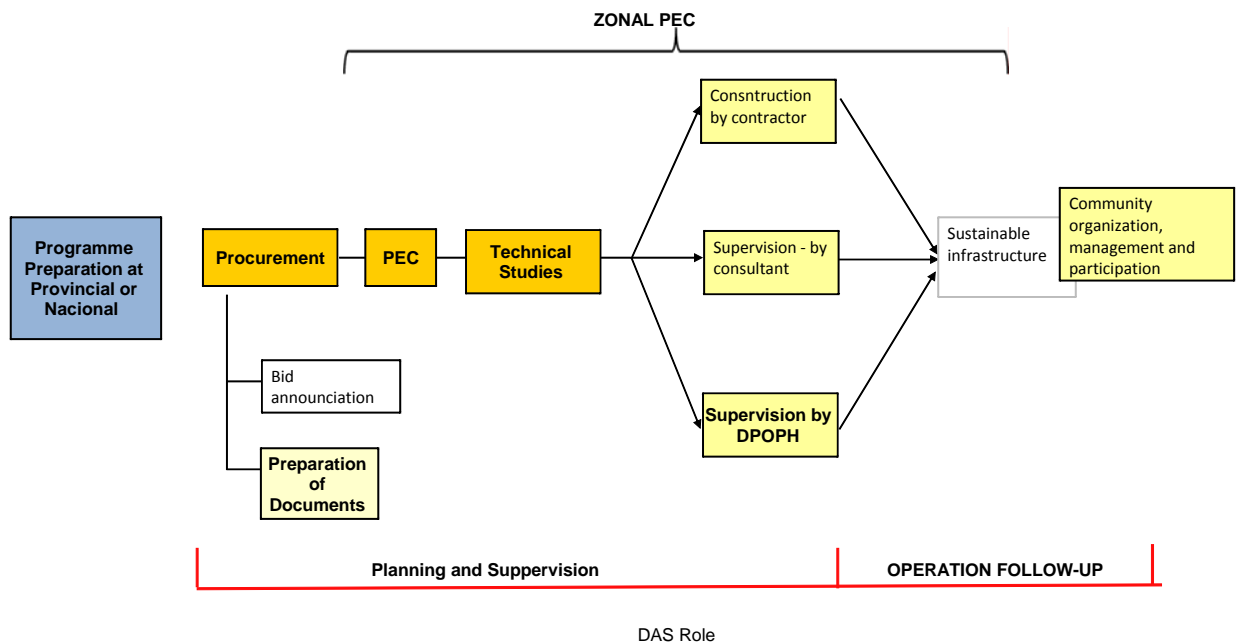 ZONAL PEC
Consntruction
by contractor
Programme
Preparation at
Provincial or
Nacional
Procurement
PEC
Technical
Studies
Supervision - by
consultant
Sustainable
infrastructure
Community
organization,
management and
participation
Bid
announciation
Supervision by
DPOPH
Preparation
of
Documents
Planning and Suppervision
OPERATION FOLLOW-UP
DAS Role